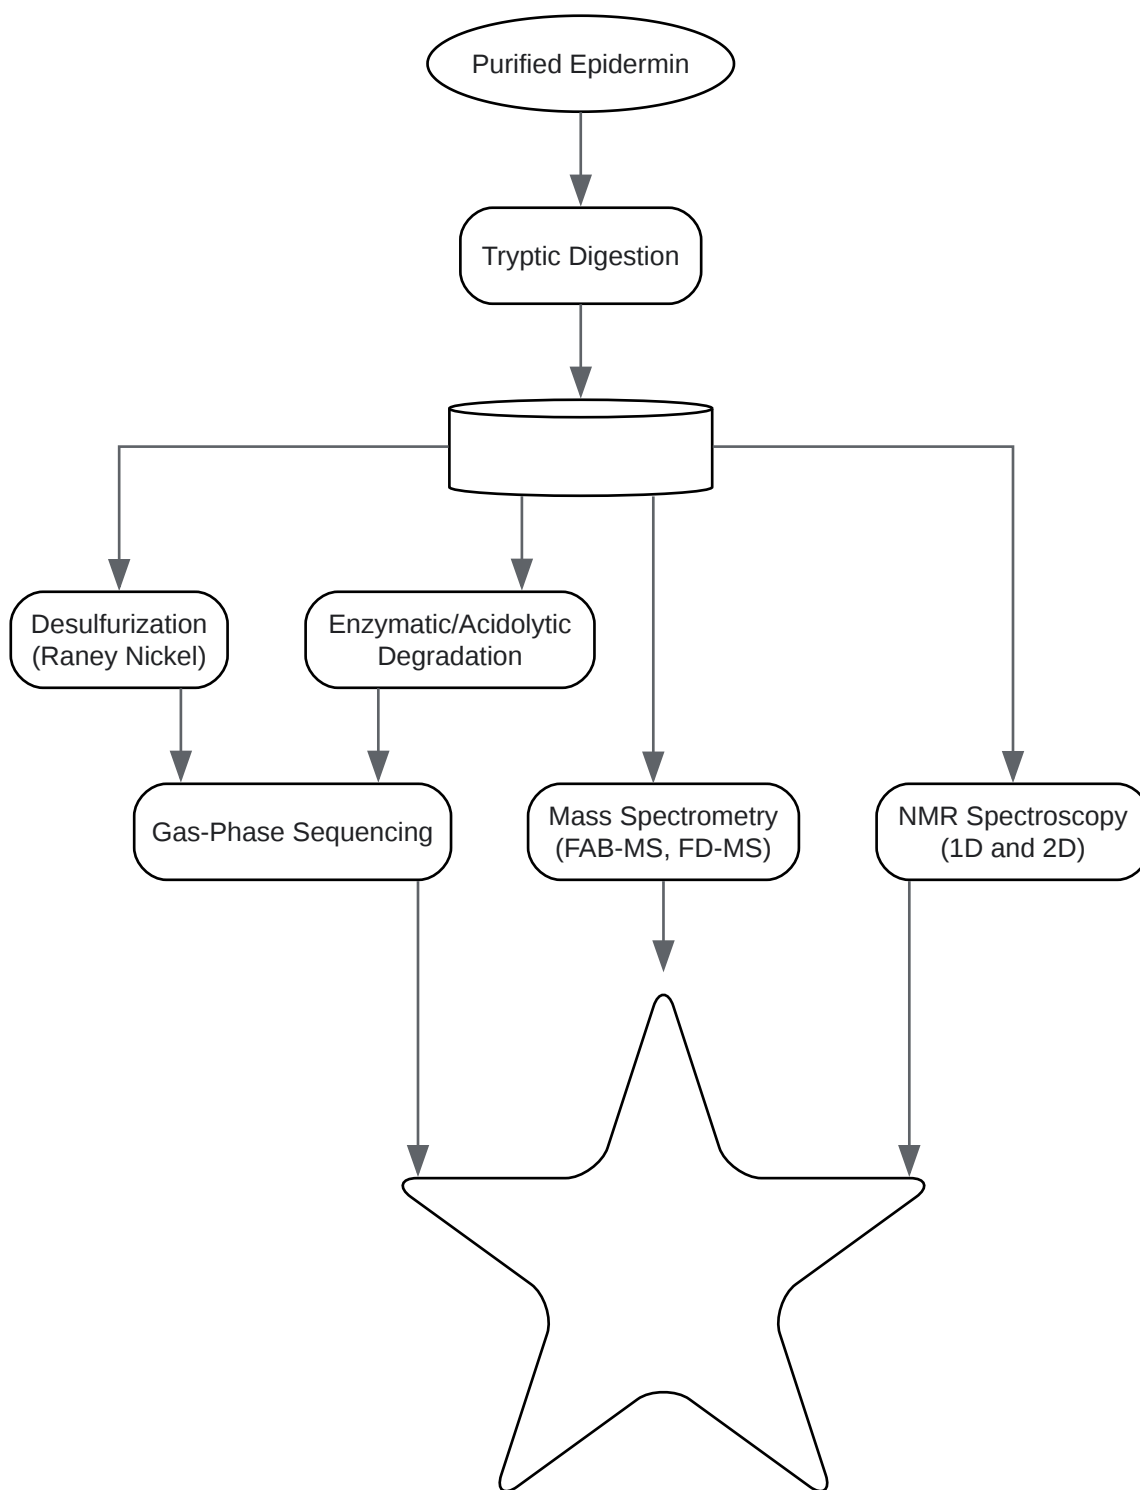 Purified Epidermin
Tryptic Digestion
Desulfurization
(Raney Nickel)
Enzymatic/Acidolytic
Degradation
Gas-Phase Sequencing
Mass Spectrometry
(FAB-MS, FD-MS)
NMR Spectroscopy
(1D and 2D)